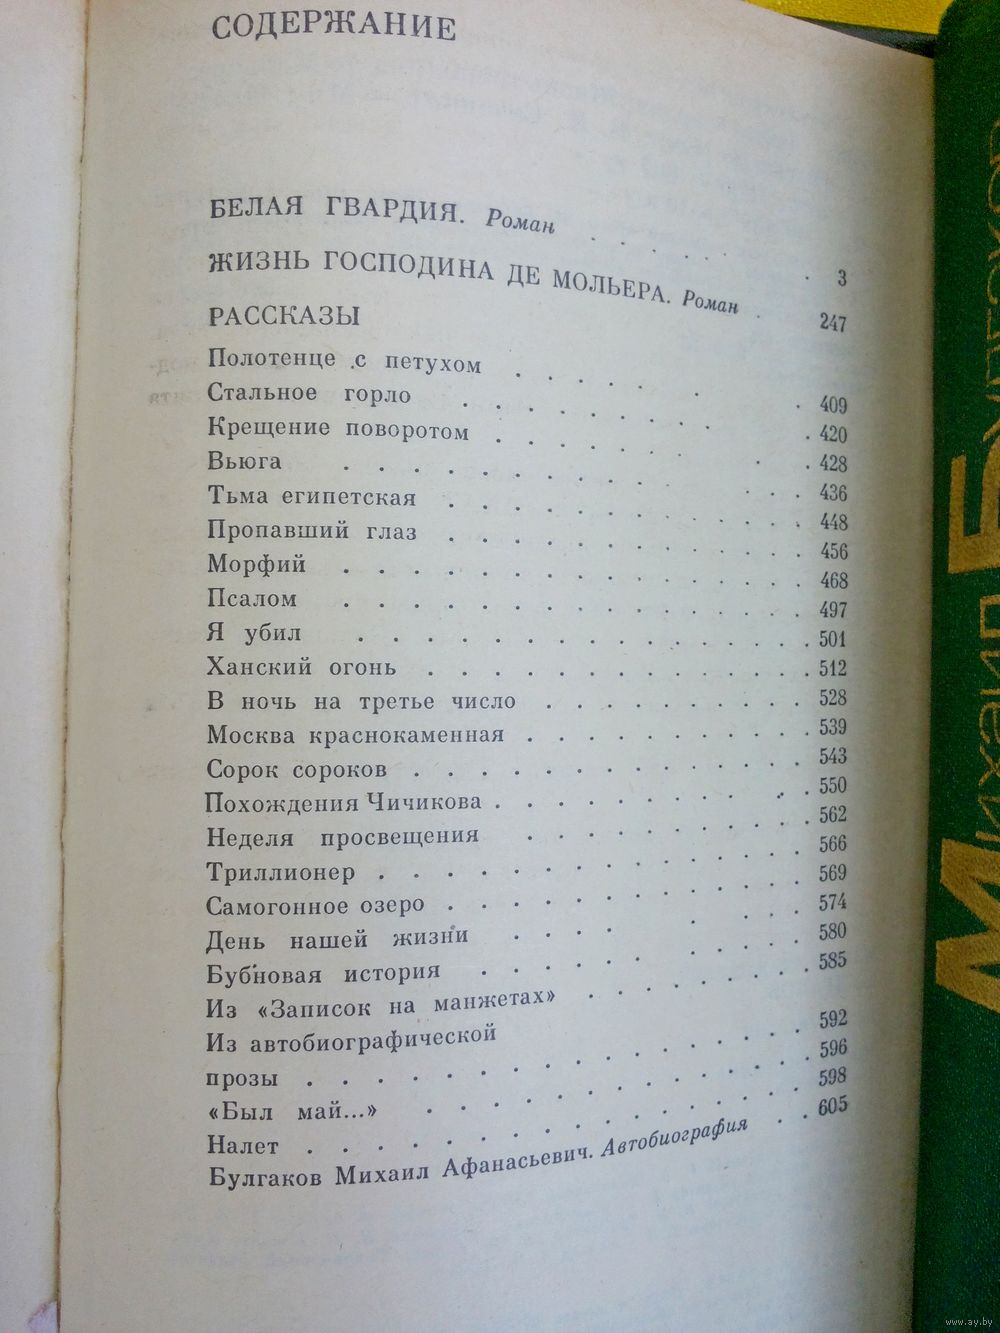 СОДЕРЖАНИЕ
БЕЛАЯ ГВАРДИЯ. Роман . . . . . . 3
ЖИЗНЬ ГОСПОДИНА ДЕ МОЛЬЕРА. Роман . 247
РАССКАЗЫ
Полотенце с петухом . . . . . . . 409
Стальное горло . . . . . . . . . 420
Крещение поворотом . . . . . . . 428
Вьюга . . . . . . . . . . . . . 436
Тьма египетская . . . . . . . . . 448
Пропавший глаз . . . . . . . . . 456
Морфий . . . . . . . . . . . . . 468
Псалом . . . . . . . . . . . . . 497
Я убил . . . . . . . . . . . . . 501
Ханский огонь . . . . . . . . . . 512
В ночь на третье число . . . . . . 528
Москва краснокаменная . . . . . . . 539
Сорок сороков . . . . . . . . . . 543
Похождения Чичикова . . . . . . . . 550
Неделя просвещения . . . . . . . . 562
Триллионер . . . . . . . . . . . 566
Самогонное озеро . . . . . . . . . 569
День нашей жизни . . . . . . . . 574
Бубновая история . . . . . . . . . 580
Из «Записок на манжетах» . . . . . 585
Из автобиографической
прозы . . . . . . . . . . . . . 592
«Был май...» . . . . . . . . . . 596
Налет . . . . . . . . . . . . . 598
Булгаков Михаил Афанасьевич. Автобиография . . 605
Михаил Булгаков
www.ay.by